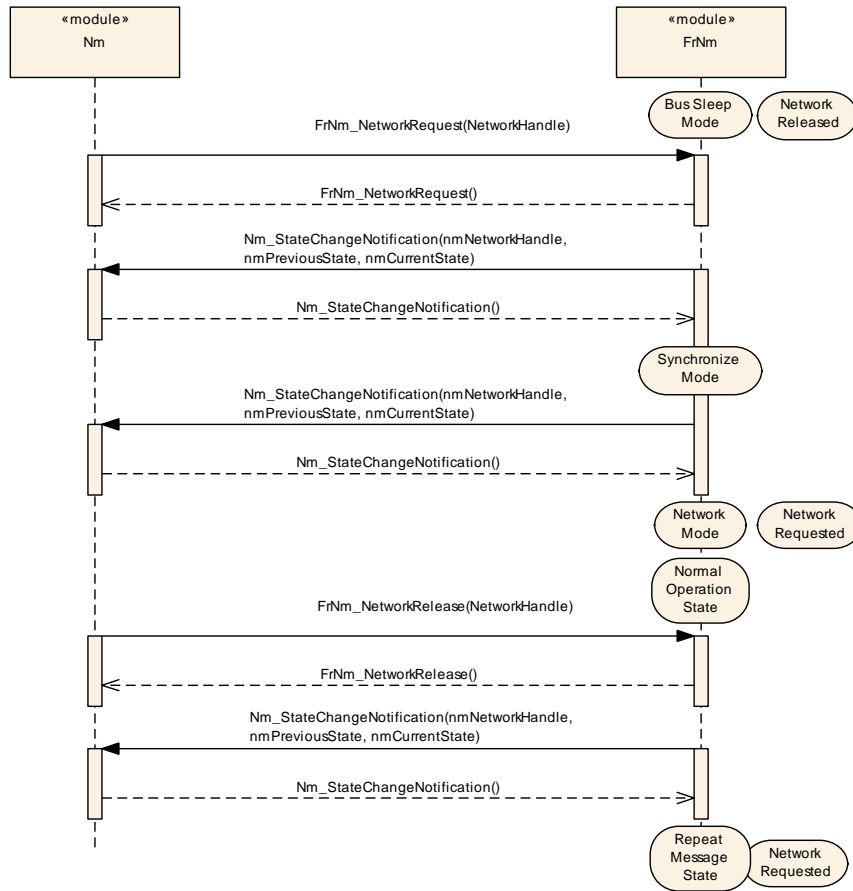 «module»
Nm
«module»
FrNm
Bus Sleep
Mode
Network
Released
FrNm_NetworkRequest(NetworkHandle)
FrNm_NetworkRequest()
Nm_StateChangeNotification(nmNetworkHandle,
nmPreviousState, nmCurrentState)
Nm_StateChangeNotification()
Synchronize
Mode
Nm_StateChangeNotification(nmNetworkHandle,
nmPreviousState, nmCurrentState)
Nm_StateChangeNotification()
Network
Mode
Network
Requested
Normal
Operation
State
FrNm_NetworkRelease(NetworkHandle)
FrNm_NetworkRelease()
Nm_StateChangeNotification(nmNetworkHandle,
nmPreviousState, nmCurrentState)
Nm_StateChangeNotification()
Repeat
Message
State
Network
Requested